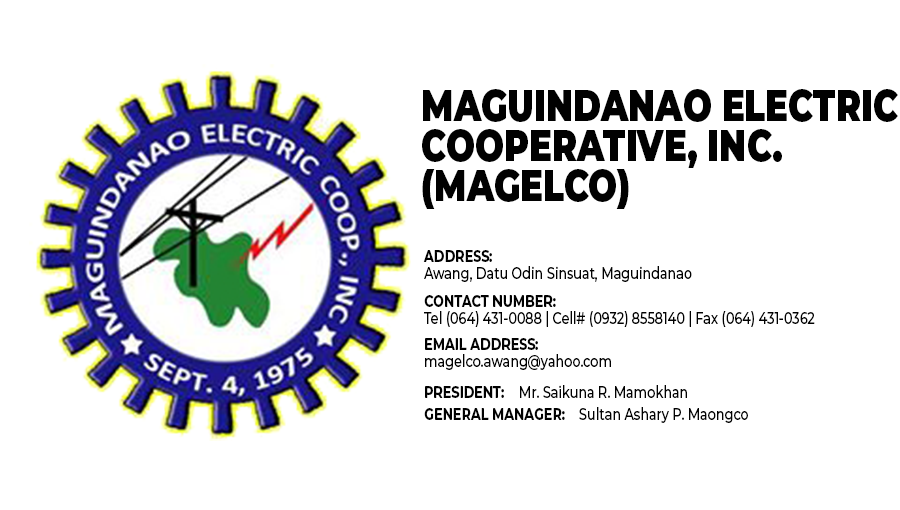 MAGUINDANAO ELECTRIC COOP., INC
SEPT. 4, 1975
MAGUINDANAO ELECTRIC
COOPERATIVE, INC.
(MAGELCO)
ADDRESS:
Awang, Datu Odin Sinsuat, Maguindanao
CONTACT NUMBER:
Tel (064) 431-0088 | Cell# (0932) 8558140 | Fax (064) 431-0362
EMAIL ADDRESS:
magelco.awang@yahoo.com
PRESIDENT: Mr. Saikuna R. Mamokhan
GENERAL MANAGER: Sultan Ashary P. Maongco